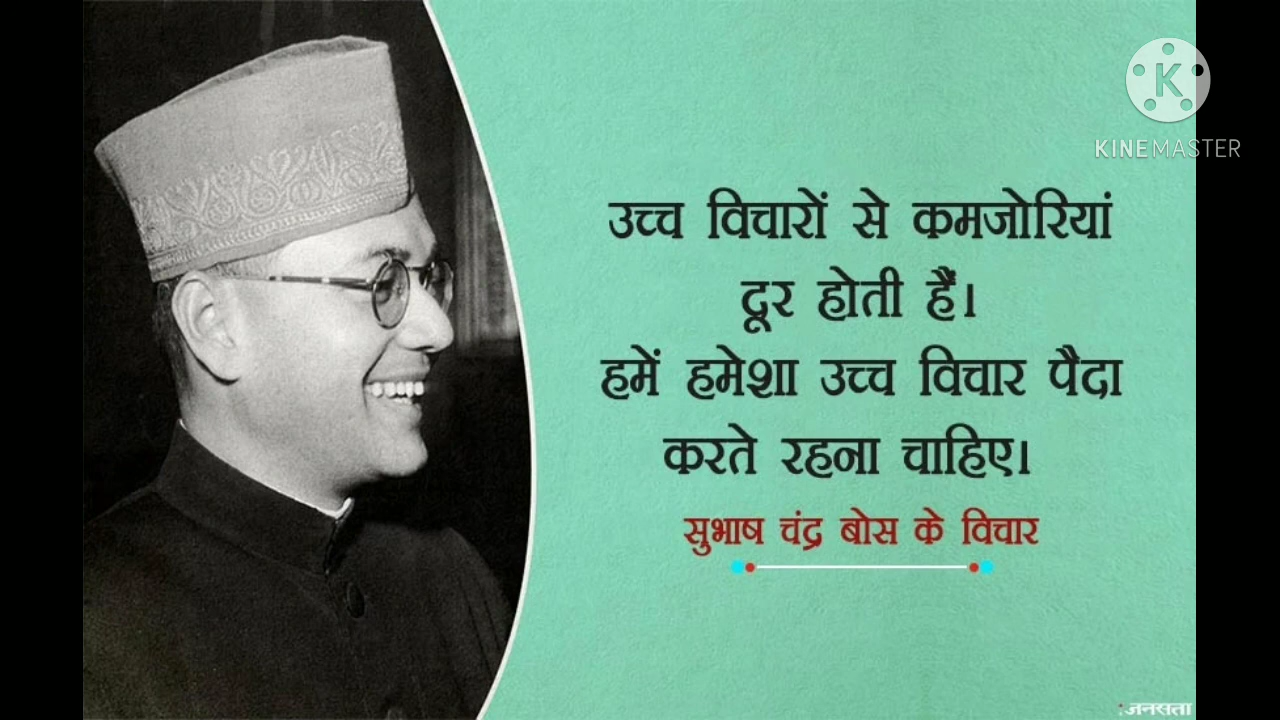 K
KINEMASTER
उच्च विचारों से कमजोरियां
दूर होती हैं।
हमें हमेशा उच्च विचार पैदा
करते रहना चाहिए।
सुभाष चंद्र बोस के विचार
जनसत्ता